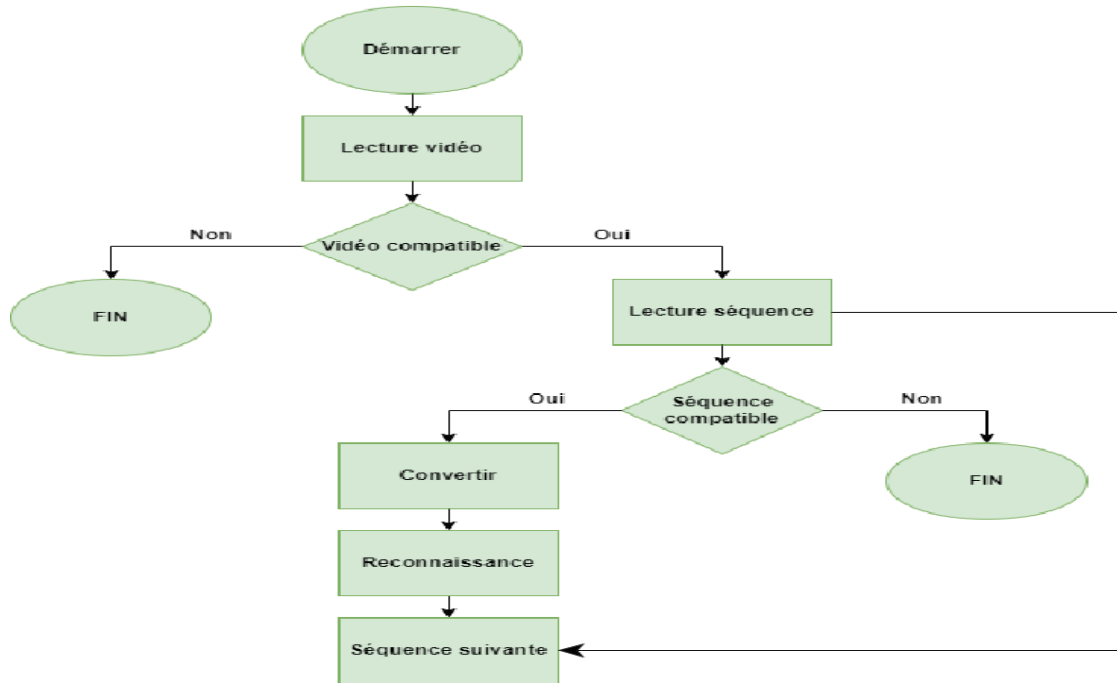 Démarrer
Lecture vidéo
Non
Vidéo compatible
Oui
FIN
Lecture séquence
Oui
Séquence
compatible
Non
Convertir
FIN
Reconnaissance
Séquence suivante